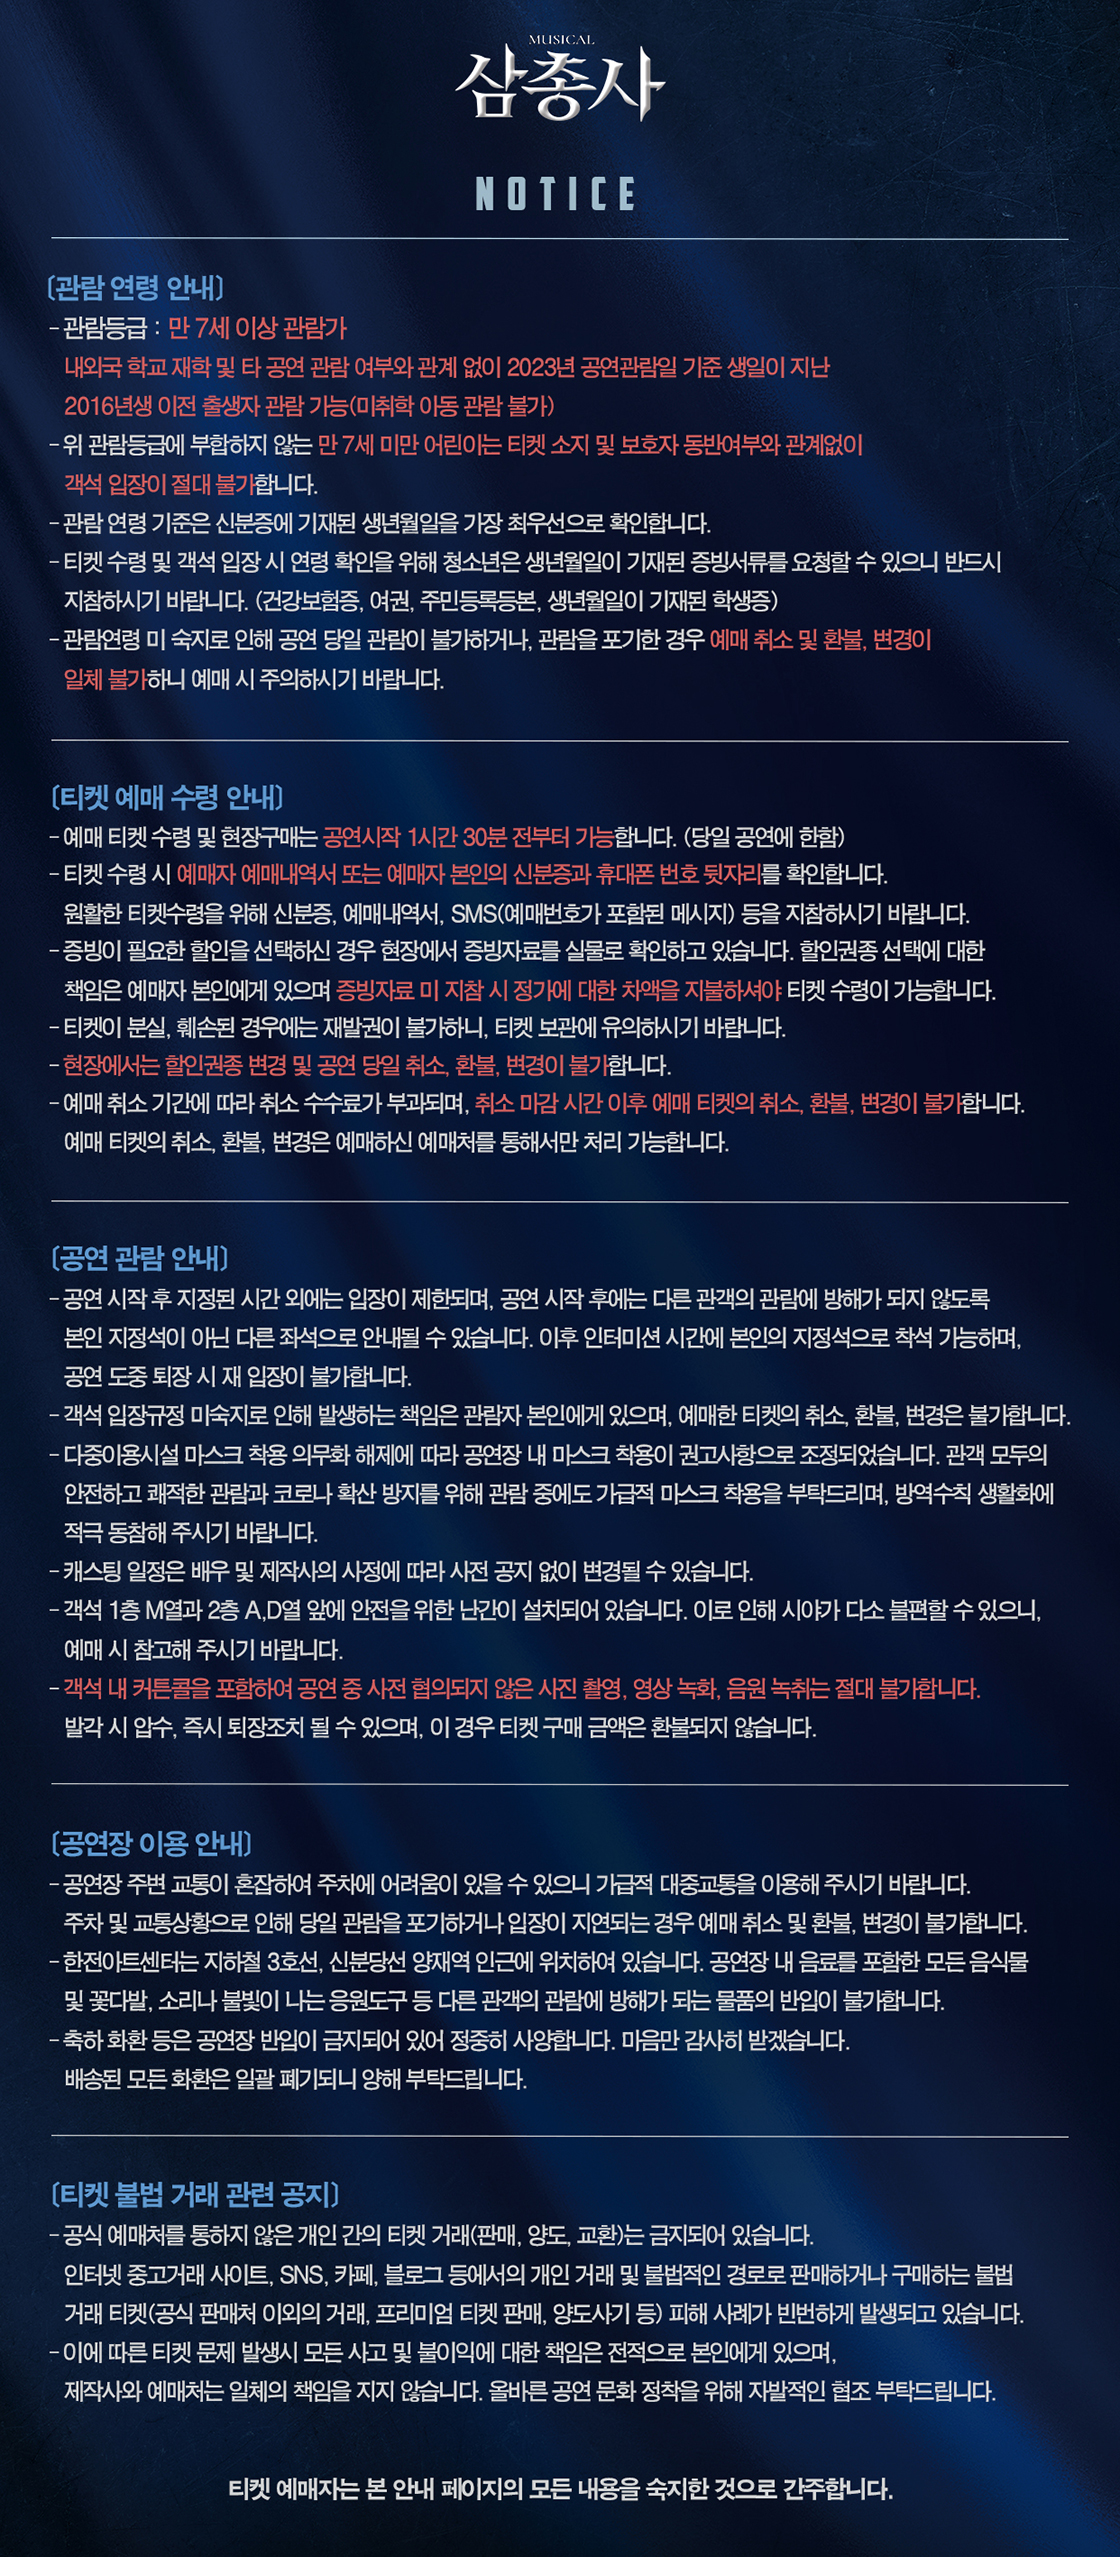 MUSICAL
삼총사
NOTICE
[관람 연령 안내]
- 관람등급 : 만 7세 이상 관람가
내외국 학교 재학 및 타 공연 관람 여부와 관계 없이 2023년 공연관람일 기준 생일이 지난
2016년생 이전 출생자 관람 가능(미취학 아동 관람 불가)
- 위 관람등급에 부합하지 않는 만 7세 미만 어린이는 티켓 소지 및 보호자 동반여부와 관계없이
객석 입장이 절대 불가합니다.
- 관람 연령 기준은 신분증에 기재된 생년월일을 가장 최우선으로 확인합니다.
- 티켓 수령 및 객석 입장 시 연령 확인을 위해 청소년은 생년월일이 기재된 증빙서류를 요청할 수 있으니 반드시
지참하시기 바랍니다. (건강보험증, 여권, 주민등록등본, 생년월일이 기재된 학생증)
- 관람연령 미 숙지로 인해 공연 당일 관람이 불가하거나, 관람을 포기한 경우 예매 취소 및 환불, 변경이
일체 불가하니 예매 시 주의하시기 바랍니다.
[티켓 예매 수령 안내]
- 예매 티켓 수령 및 현장구매는 공연시작 1시간 30분 전부터 가능합니다. (당일 공연에 한함)
- 티켓 수령 시 예매자 예매내역서 또는 예매자 본인의 신분증과 휴대폰 번호 뒷자리를 확인합니다.
원활한 티켓수령을 위해 신분증, 예매내역서, SMS(예매번호가 포함된 메시지) 등을 지참하시기 바랍니다.
- 증빙이 필요한 할인을 선택하신 경우 현장에서 증빙자료를 실물로 확인하고 있습니다. 할인권종 선택에 대한
책임은 예매자 본인에게 있으며 증빙자료 미 지참 시 정가에 대한 차액을 지불하셔야 티켓 수령이 가능합니다.
- 티켓이 분실, 훼손된 경우에는 재발권이 불가하니, 티켓 보관에 유의하시기 바랍니다.
- 현장에서는 할인권종 변경 및 공연 당일 취소, 환불, 변경이 불가합니다.
- 예매 취소 기간에 따라 취소 수수료가 부과되며, 취소 마감 시간 이후 예매 티켓의 취소, 환불, 변경이 불가합니다.
예매 티켓의 취소, 환불, 변경은 예매하신 예매처를 통해서만 처리 가능합니다.
[공연 관람 안내]
- 공연 시작 후 지정된 시간 외에는 입장이 제한되며, 공연 시작 후에는 다른 관객의 관람에 방해가 되지 않도록
본인 지정석이 아닌 다른 좌석으로 안내될 수 있습니다. 이후 인터미션 시간에 본인의 지정석으로 착석 가능하며,
공연 도중 퇴장 시 재 입장이 불가합니다.
- 객석 입장규정 미숙지로 인해 발생하는 책임은 관람자 본인에게 있으며, 예매한 티켓의 취소, 환불, 변경은 불가합니다.
- 다중이용시설 마스크 착용 의무화 해제에 따라 공연장 내 마스크 착용이 권고사항으로 조정되었습니다. 관객 모두의
안전하고 쾌적한 관람과 코로나 확산 방지를 위해 관람 중에도 가급적 마스크 착용을 부탁드리며, 방역수칙 생활화에
적극 동참해 주시기 바랍니다.
- 캐스팅 일정은 배우 및 제작사의 사정에 따라 사전 공지 없이 변경될 수 있습니다.
- 객석 1층 M열과 2층 A,D열 앞에 안전을 위한 난간이 설치되어 있습니다. 이로 인해 시야가 다소 불편할 수 있으니,
예매 시 참고해 주시기 바랍니다.
- 객석 내 커튼콜을 포함하여 공연 중 사전 협의되지 않은 사진 촬영, 영상 녹화, 음원 녹취는 절대 불가합니다.
발각 시 압수, 즉시 퇴장조치 될 수 있으며, 이 경우 티켓 구매 금액은 환불되지 않습니다.
[공연장 이용 안내]
- 공연장 주변 교통이 혼잡하여 주차에 어려움이 있을 수 있으니 가급적 대중교통을 이용해 주시기 바랍니다.
주차 및 교통상황으로 인해 당일 관람을 포기하거나 입장이 지연되는 경우 예매 취소 및 환불, 변경이 불가합니다.
- 한전아트센터는 지하철 3호선, 신분당선 양재역 인근에 위치하여 있습니다. 공연장 내 음료를 포함한 모든 음식물
및 꽃다발, 소리나 불빛이 나는 응원도구 등 다른 관객의 관람에 방해가 되는 물품의 반입이 불가합니다.
- 축하 화환 등은 공연장 반입이 금지되어 있어 정중히 사양합니다. 마음만 감사히 받겠습니다.
배송된 모든 화환은 일괄 폐기되니 양해 부탁드립니다.
[티켓 불법 거래 관련 공지]
- 공식 예매처를 통하지 않은 개인 간의 티켓 거래(판매, 양도, 교환)는 금지되어 있습니다.
인터넷 중고거래 사이트, SNS, 카페, 블로그 등에서의 개인 거래 및 불법적인 경로로 판매하거나 구매하는 불법
거래 티켓(공식 판매처 이외의 거래, 프리미엄 티켓 판매, 양도사기 등) 피해 사례가 빈번하게 발생되고 있습니다.
- 이에 따른 티켓 문제 발생시 모든 사고 및 불이익에 대한 책임은 전적으로 본인에게 있으며,
제작사와 예매처는 일체의 책임을 지지 않습니다. 올바른 공연 문화 정착을 위해 자발적인 협조 부탁드립니다.
티켓 예매자는 본 안내 페이지의 모든 내용을 숙지한 것으로 간주합니다.